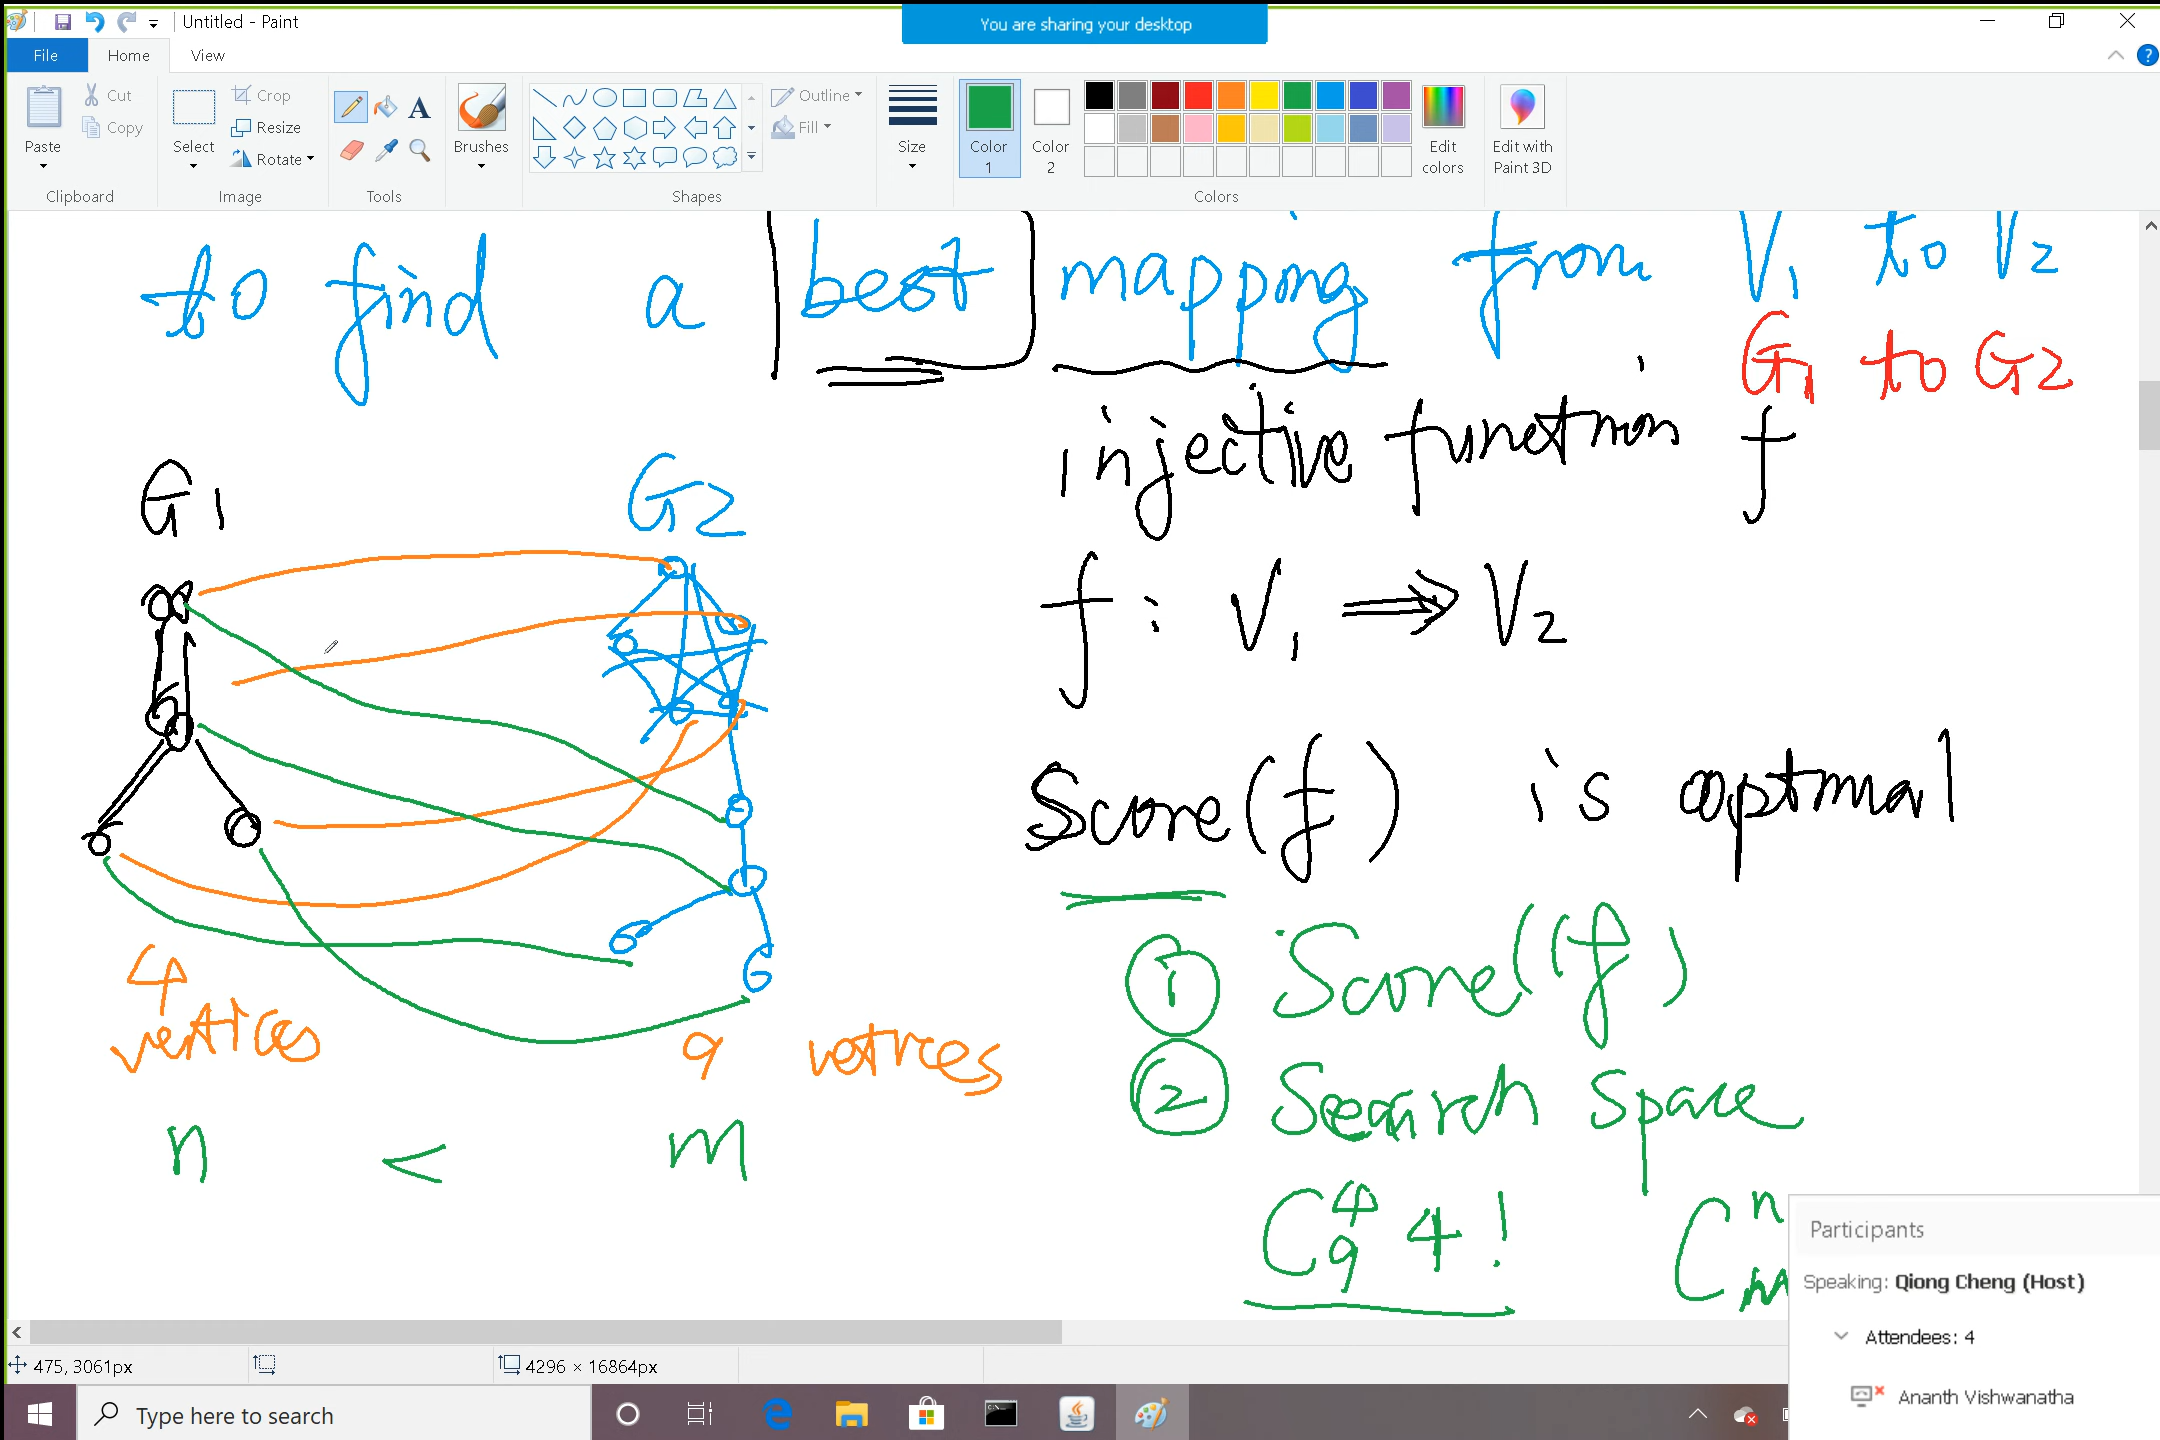 Untitled - Paint
You are sharing your desktop
File Home View
Cut
Copy
Paste
Clipboard
Crop
Resize
Rotate
Select
Image
Tools
Brushes
Outline
Fill
Shapes
Size
Color 1
Color 2
Edit colors
Edit with Paint 3D
Colors
to find a best mapping from V1 to V2
G1 to G2
injective function f
G1 G2
f : V1 ⇒ V2
Score(f) is optimal
① Score(f)
4 vertices
9
② Search space
n < m
C 4 9 4!
C n m
Participants
Speaking: Qiong Cheng (Host)
Attendees: 4
Ananth Vishwanatha
475, 3061px
4296 × 16864px
Type here to search